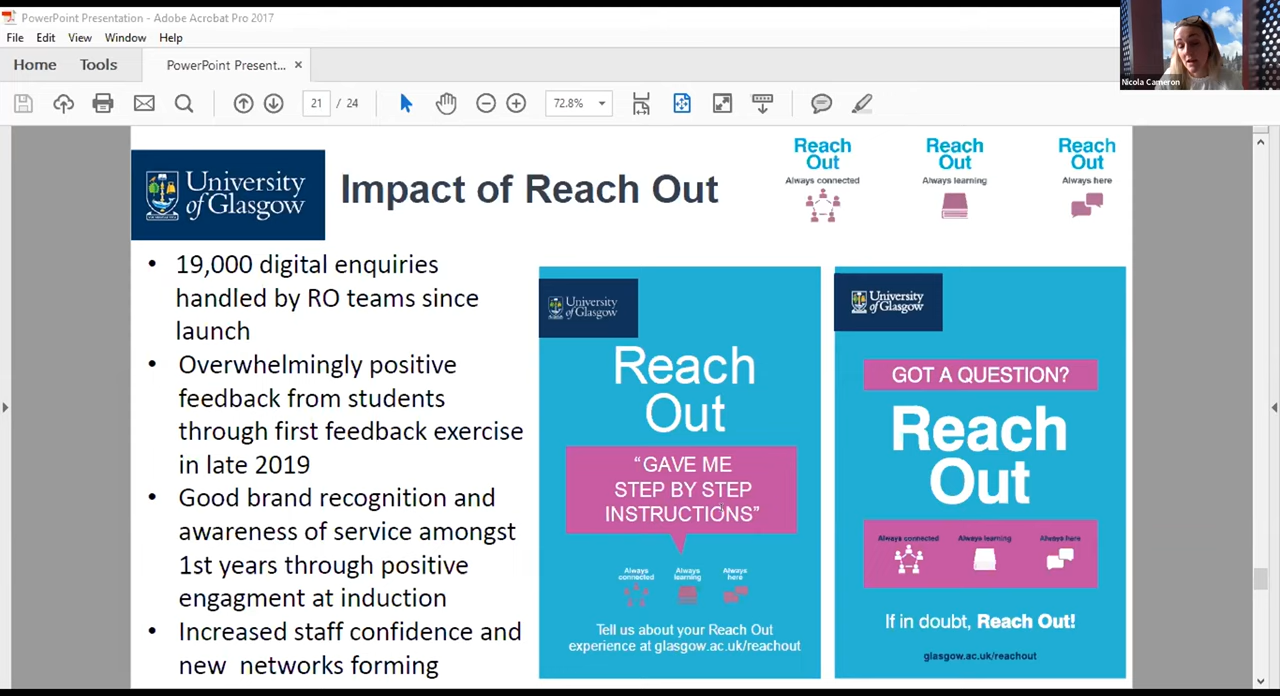 PowerPoint Presentation - Adobe Acrobat Pro 2017
File Edit View Window Help
Home Tools PowerPoint Present... ×
21 / 24 72.8%
Nicola Cameron
University
of Glasgow
Impact of Reach Out
Reach
Out
Always connected
Reach
Out
Always learning
Reach
Out
Always here
• 19,000 digital enquiries
handled by RO teams since
launch
• Overwhelmingly positive
feedback from students
through first feedback exercise
in late 2019
• Good brand recognition and
awareness of service amongst
1st years through positive
engagment at induction
• Increased staff confidence and
new networks forming
University
of Glasgow
Reach
Out
“GAVE ME
STEP BY STEP
INSTRUCTIONS”
Always
connected
Always
learning
Always
here
Tell us about your Reach Out
experience at glasgow.ac.uk/reachout
University
of Glasgow
GOT A QUESTION?
Reach
Out
Always connected
Always learning
Always here
If in doubt, Reach Out!
glasgow.ac.uk/reachout